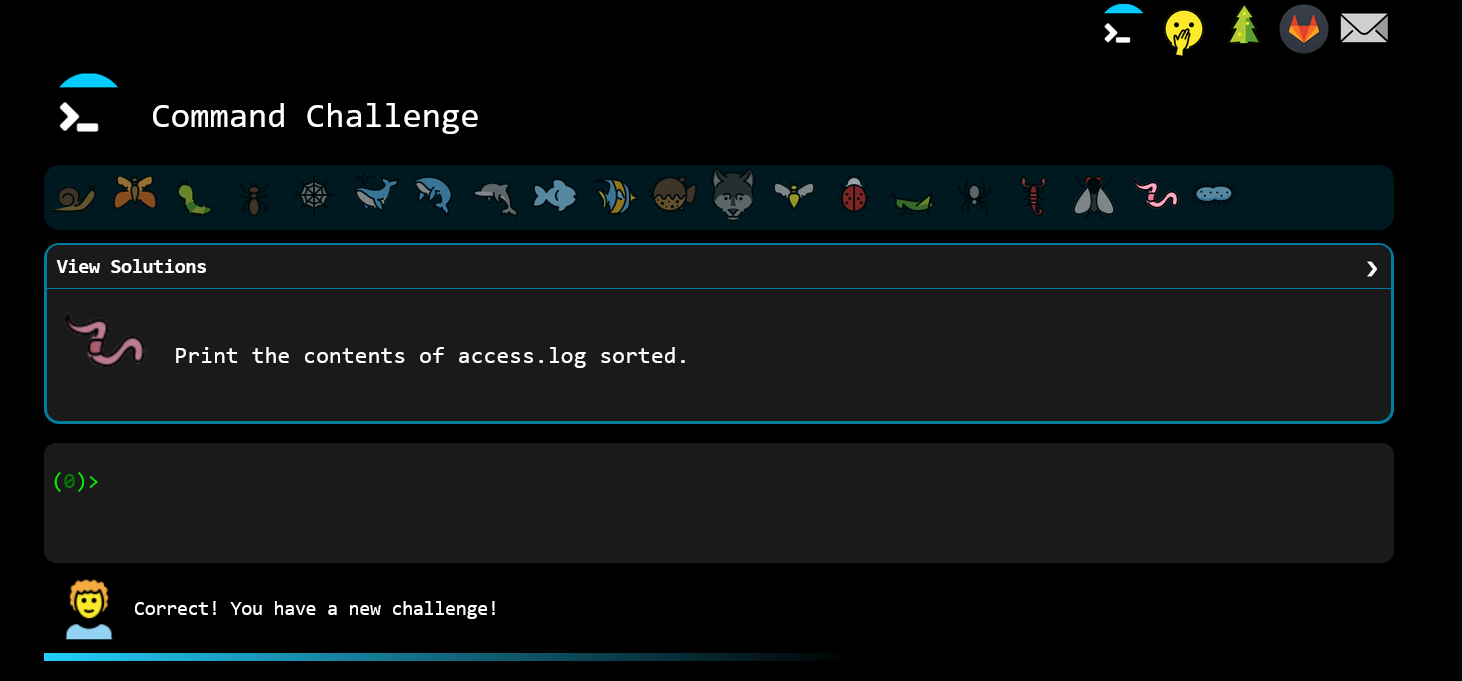 Command Challenge
View Solutions
Print the contents of access.log sorted.
(0)>
Correct! You have a new challenge!